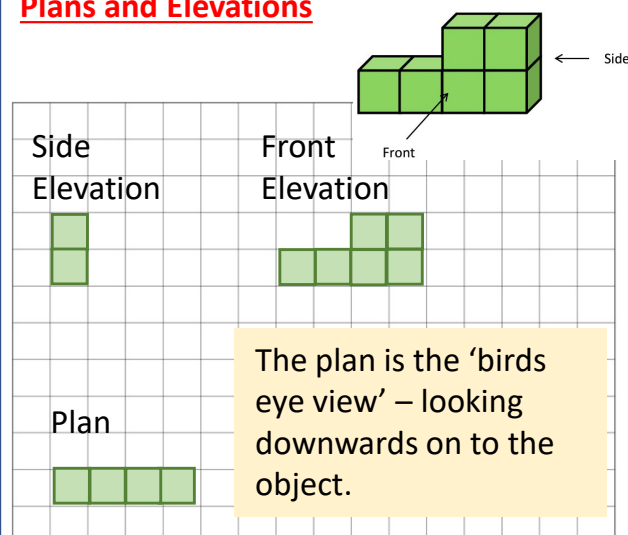 Plans and Elevations
Side
Front
Side
Elevation
Front
Elevation
The plan is the ‘birds
eye view’ – looking
downwards on to the
object.
Plan